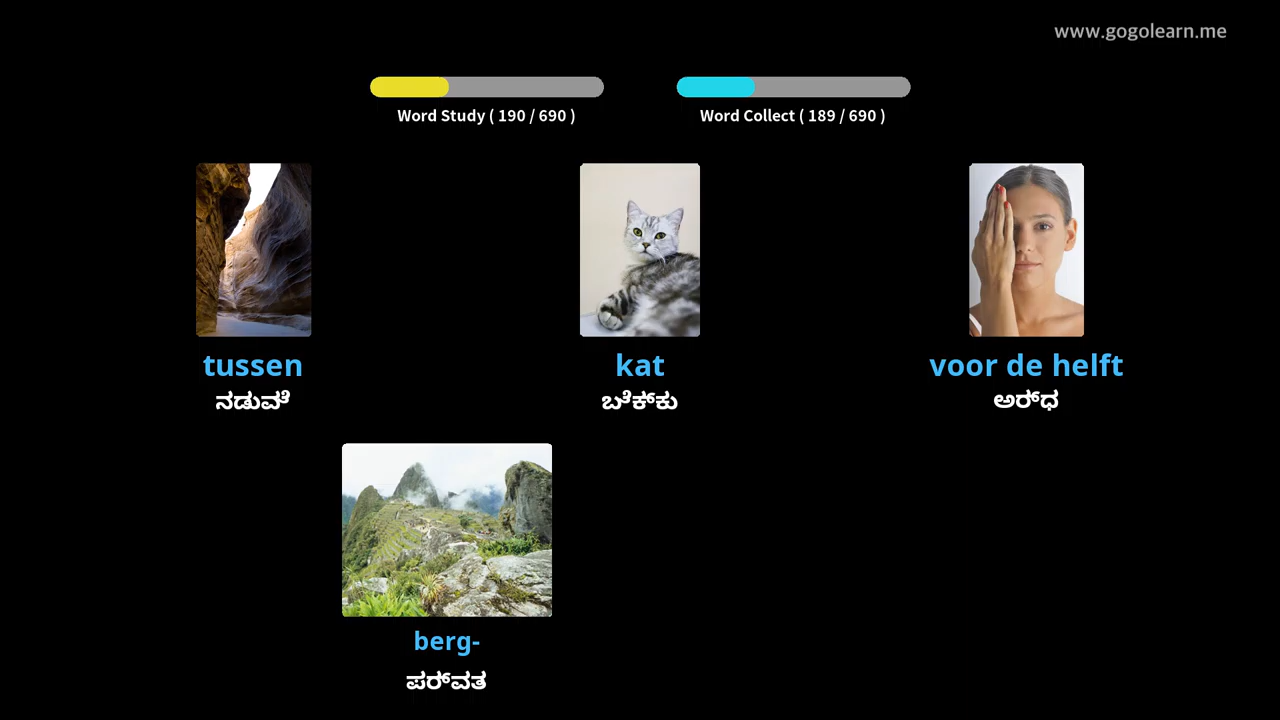 www.gogolearn.me
Word Study ( 190 / 690 )
Word Collect ( 189 / 690 )
tussen
kat
voor de helft
ನಡುವೆ
ಬೆಕ್ಕು
ಅರ್ಧ
berg-
ಪರ್ವತ